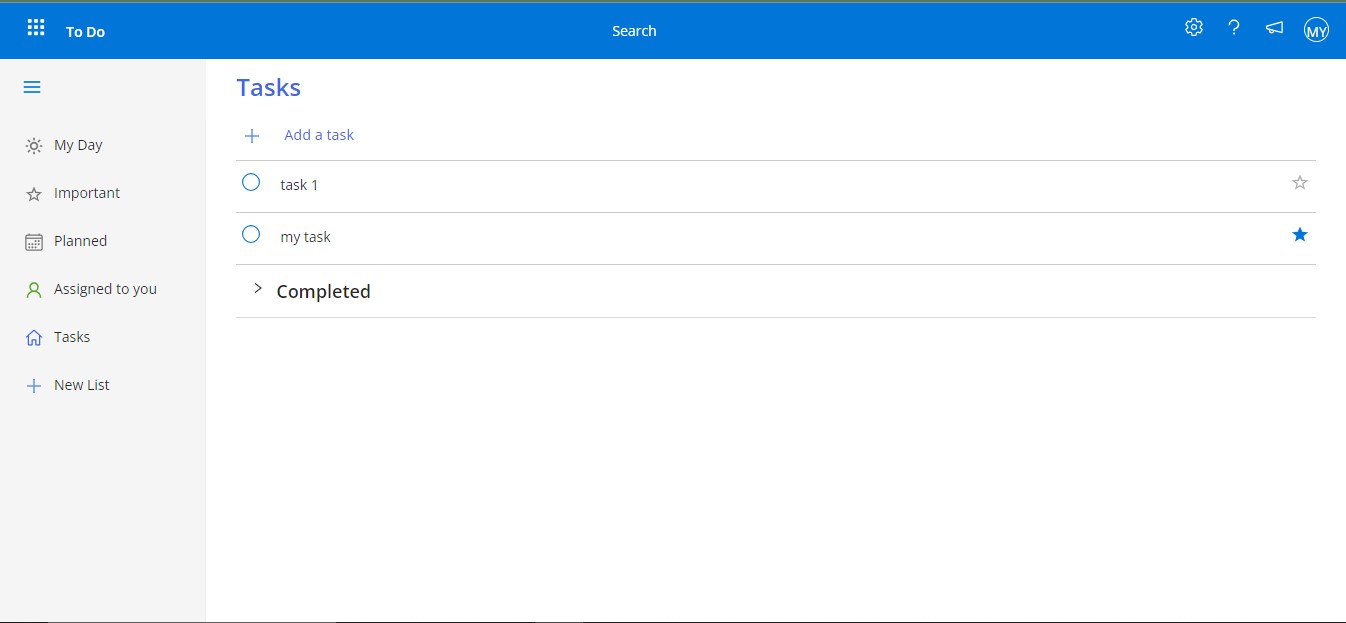 To Do
Search
MY
My Day
Important
Planned
Assigned to you
Tasks
New List
Tasks
Add a task
task 1
my task
Completed